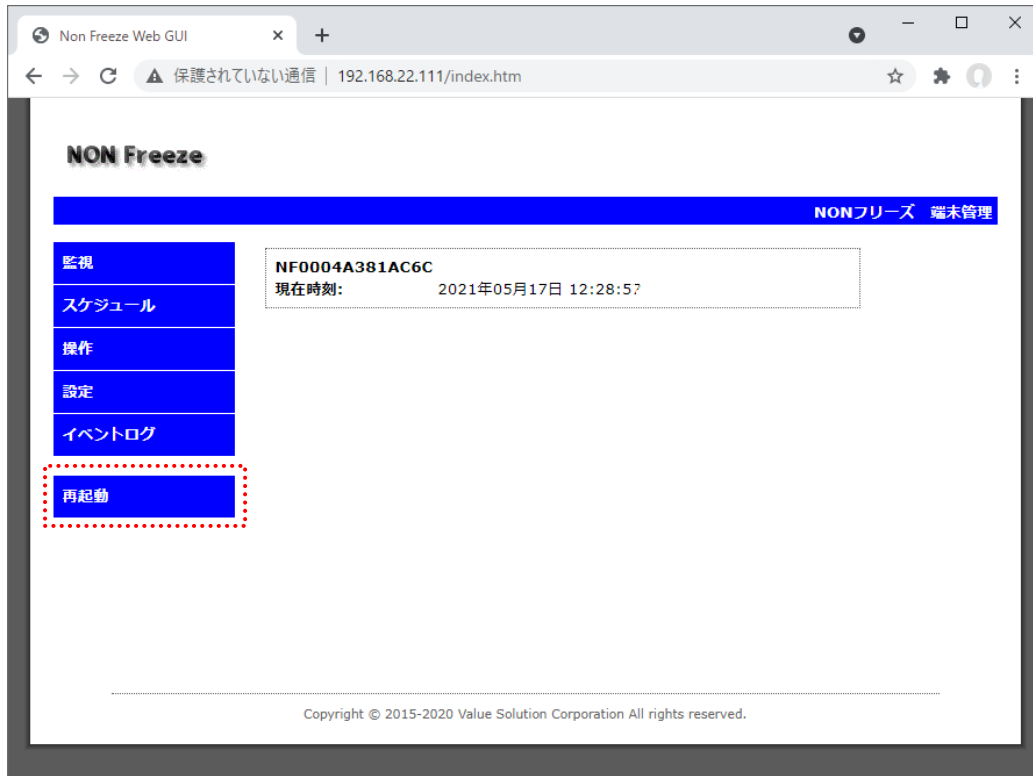 Non Freeze Web GUI
保護されていない通信 | 192.168.22.111/index.htm
NON Freeze
NONフリーズ 端末管理
監視
スケジュール
操作
設定
イベントログ
再起動
NF0004A381AC6C
現在時刻: 2021年05月17日 12:28:57
Copyright © 2015-2020 Value Solution Corporation All rights reserved.